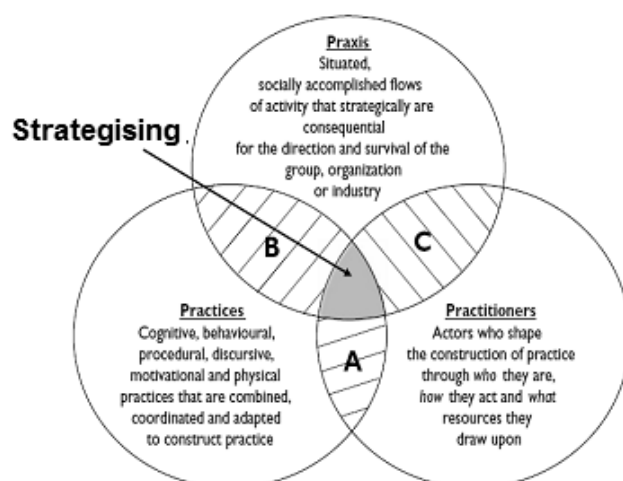 Praxis
Situated,
socially accomplished flows
of activity that strategically are
consequential
for the direction and survival of the
group, organization
or industry
Strategising
B
C
Practices
Cognitive, behavioural,
procedural, discursive,
motivational and physical
practices that are combined,
coordinated and adapted
to construct practice
A
Practitioners
Actors who shape
the construction of practice
through who they are,
how they act and what
resources they
draw upon